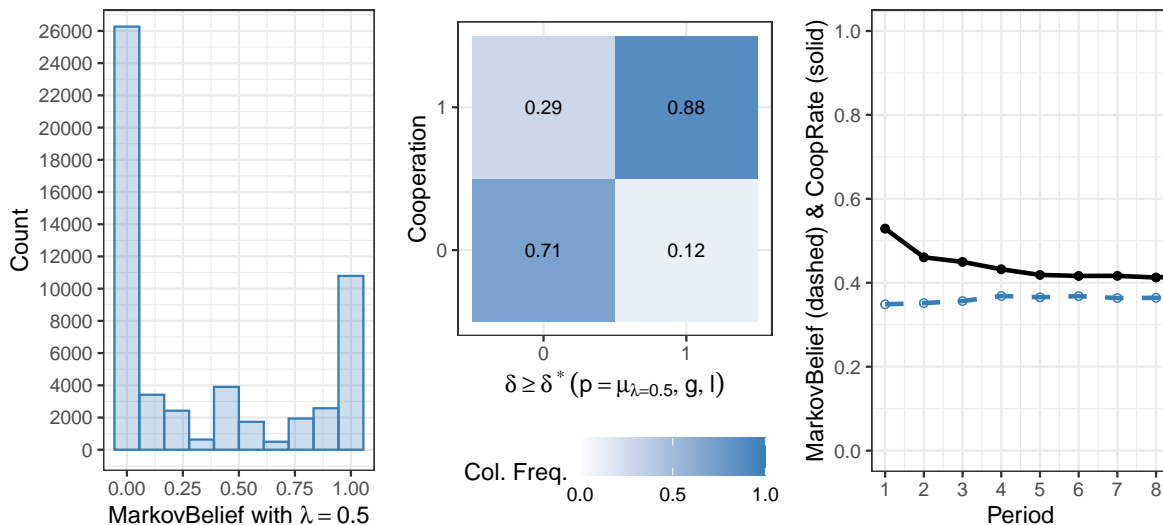 Count
26000
24000
22000
20000
18000
16000
14000
12000
10000
8000
6000
4000
2000
0
0.00 0.25 0.50 0.75 1.00
MarkovBelief with λ = 0.5
Cooperation
1
0
0.29 0.88
0.71 0.12
0 1
δ ≥ δ* (p = μλ=0.5, g, l)
Col. Freq.
0.0 0.5 1.0
MarkovBelief (dashed) & CoopRate (solid)
1.0
0.8
0.6
0.4
0.2
0.0
1 2 3 4 5 6 7 8
Period